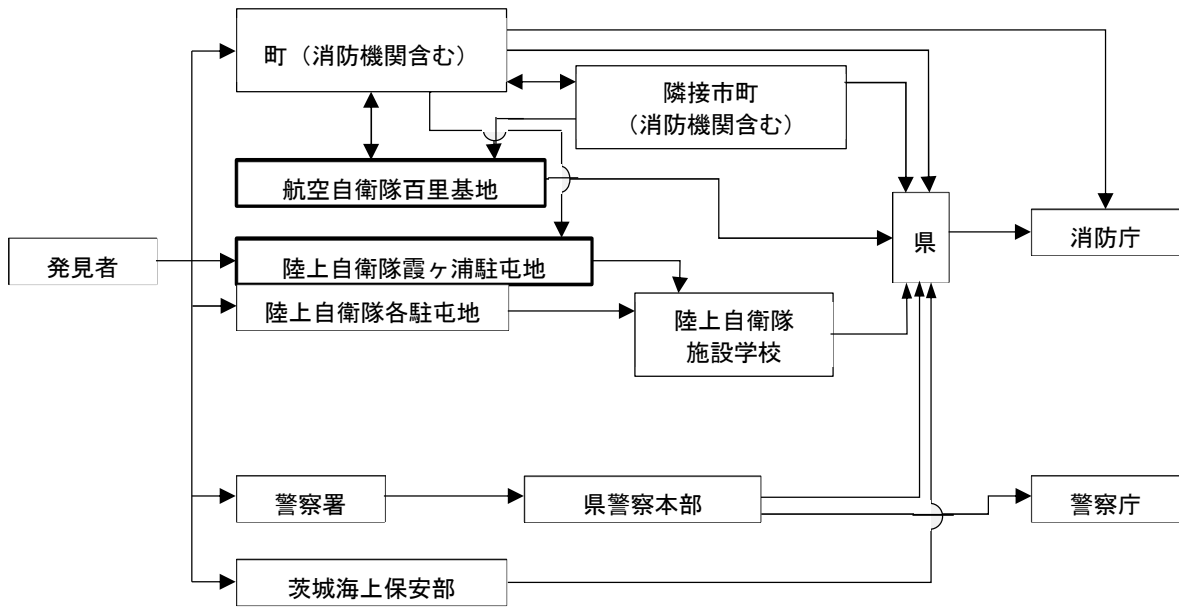 町（消防機関含む）
隣接市町
（消防機関含む）
航空自衛隊百里基地
県
消防庁
発見者
陸上自衛隊霞ヶ浦駐屯地
陸上自衛隊各駐屯地
陸上自衛隊
施設学校
警察署
県警察本部
警察庁
茨城海上保安部